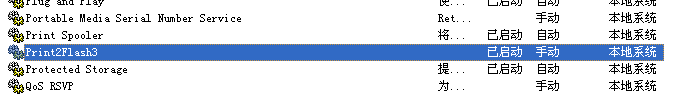 Plug and Play 使... 已启动 自动 本地系统
Portable Media Serial Number Service Ret... 手动 本地系统
Print Spooler 将... 已启动 自动 本地系统
Print2Flash3 已启动 手动 本地系统
Protected Storage 提... 已启动 自动 本地系统
QoS RSVP 为... 手动 本地系统